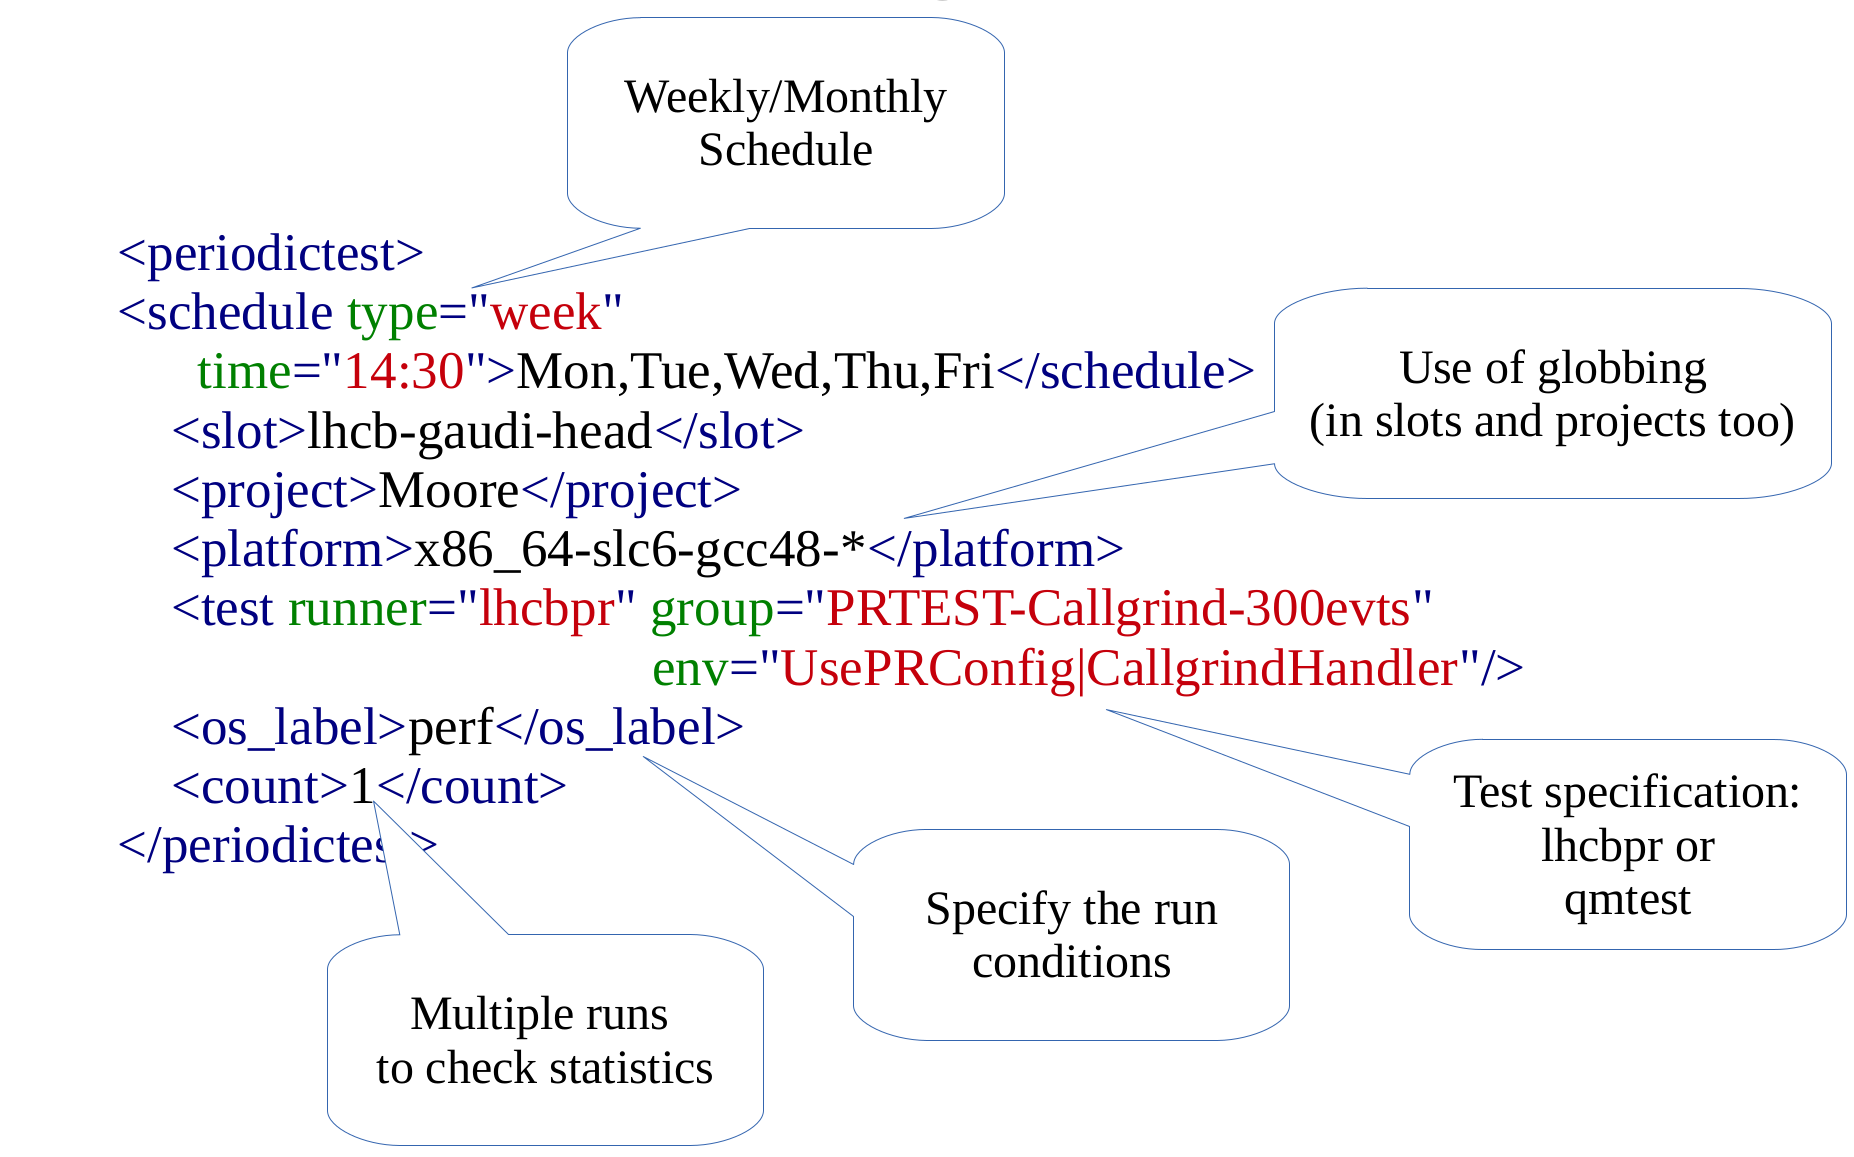 Weekly/Monthly
Schedule
<periodictest>
<schedule type="week"
time="14:30">Mon,Tue,Wed,Thu,Fri</schedule>
<slot>lhcb-gaudi-head</slot>
<project>Moore</project>
<platform>x86_64-slc6-gcc48-*</platform>
<test runner="lhcbpr" group="PRTEST-Callgrind-300evts"
env="UsePRConfig|CallgrindHandler"/>
<os_label>perf</os_label>
<count>1</count>
</periodictest>
Use of globbing
(in slots and projects too)
Test specification:
lhcbpr or
qmtest
Specify the run
conditions
Multiple runs
to check statistics